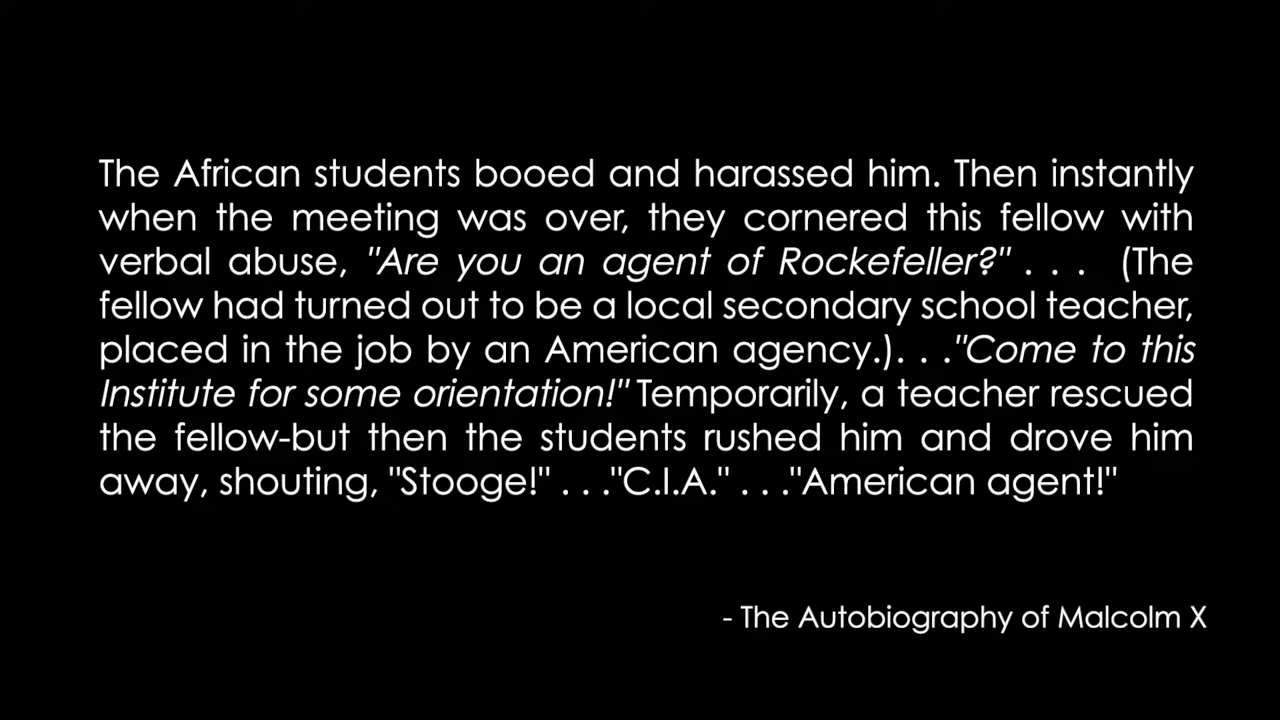 The African students booed and harassed him. Then instantly
when the meeting was over, they cornered this fellow with
verbal abuse, "Are you an agent of Rockefeller?" . . . (The
fellow had turned out to be a local secondary school teacher,
placed in the job by an American agency.). . ."Come to this
Institute for some orientation!" Temporarily, a teacher rescued
the fellow-but then the students rushed him and drove him
away, shouting, "Stooge!" . . ."C.I.A." . . ."American agent!"
- The Autobiography of Malcolm X